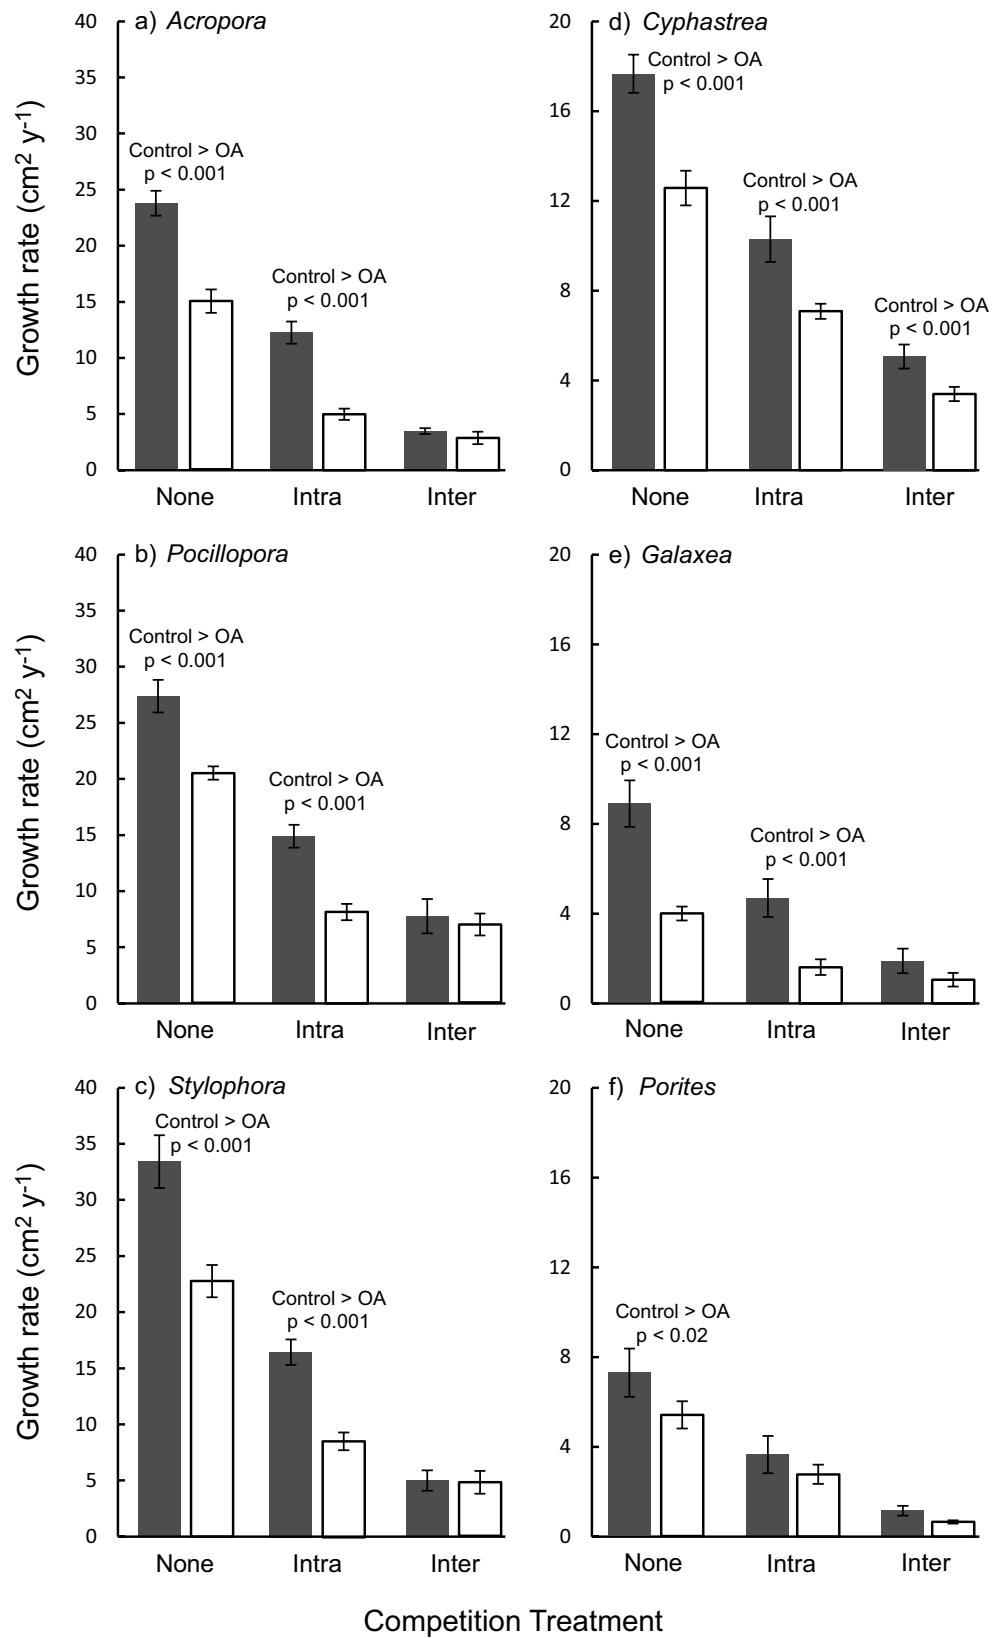 a) Acropora
Growth rate (cm² y⁻¹)
40
35
30
25
20
15
10
5
0
Control > OA
p < 0.001
Control > OA
p < 0.001
None Intra Inter
d) Cyphastrea
20
16
12
8
4
0
Control > OA
p < 0.001
Control > OA
p < 0.001
Control > OA
p < 0.001
None Intra Inter
b) Pocillopora
Growth rate (cm² y⁻¹)
40
35
30
25
20
15
10
5
0
Control > OA
p < 0.001
Control > OA
p < 0.001
None Intra Inter
e) Galaxea
20
16
12
8
4
0
Control > OA
p < 0.001
Control > OA
p < 0.001
None Intra Inter
c) Stylophora
Growth rate (cm² y⁻¹)
40
35
30
25
20
15
10
5
0
Control > OA
p < 0.001
Control > OA
p < 0.001
None Intra Inter
f) Porites
20
16
12
8
4
0
Control > OA
p < 0.02
None Intra Inter
Competition Treatment